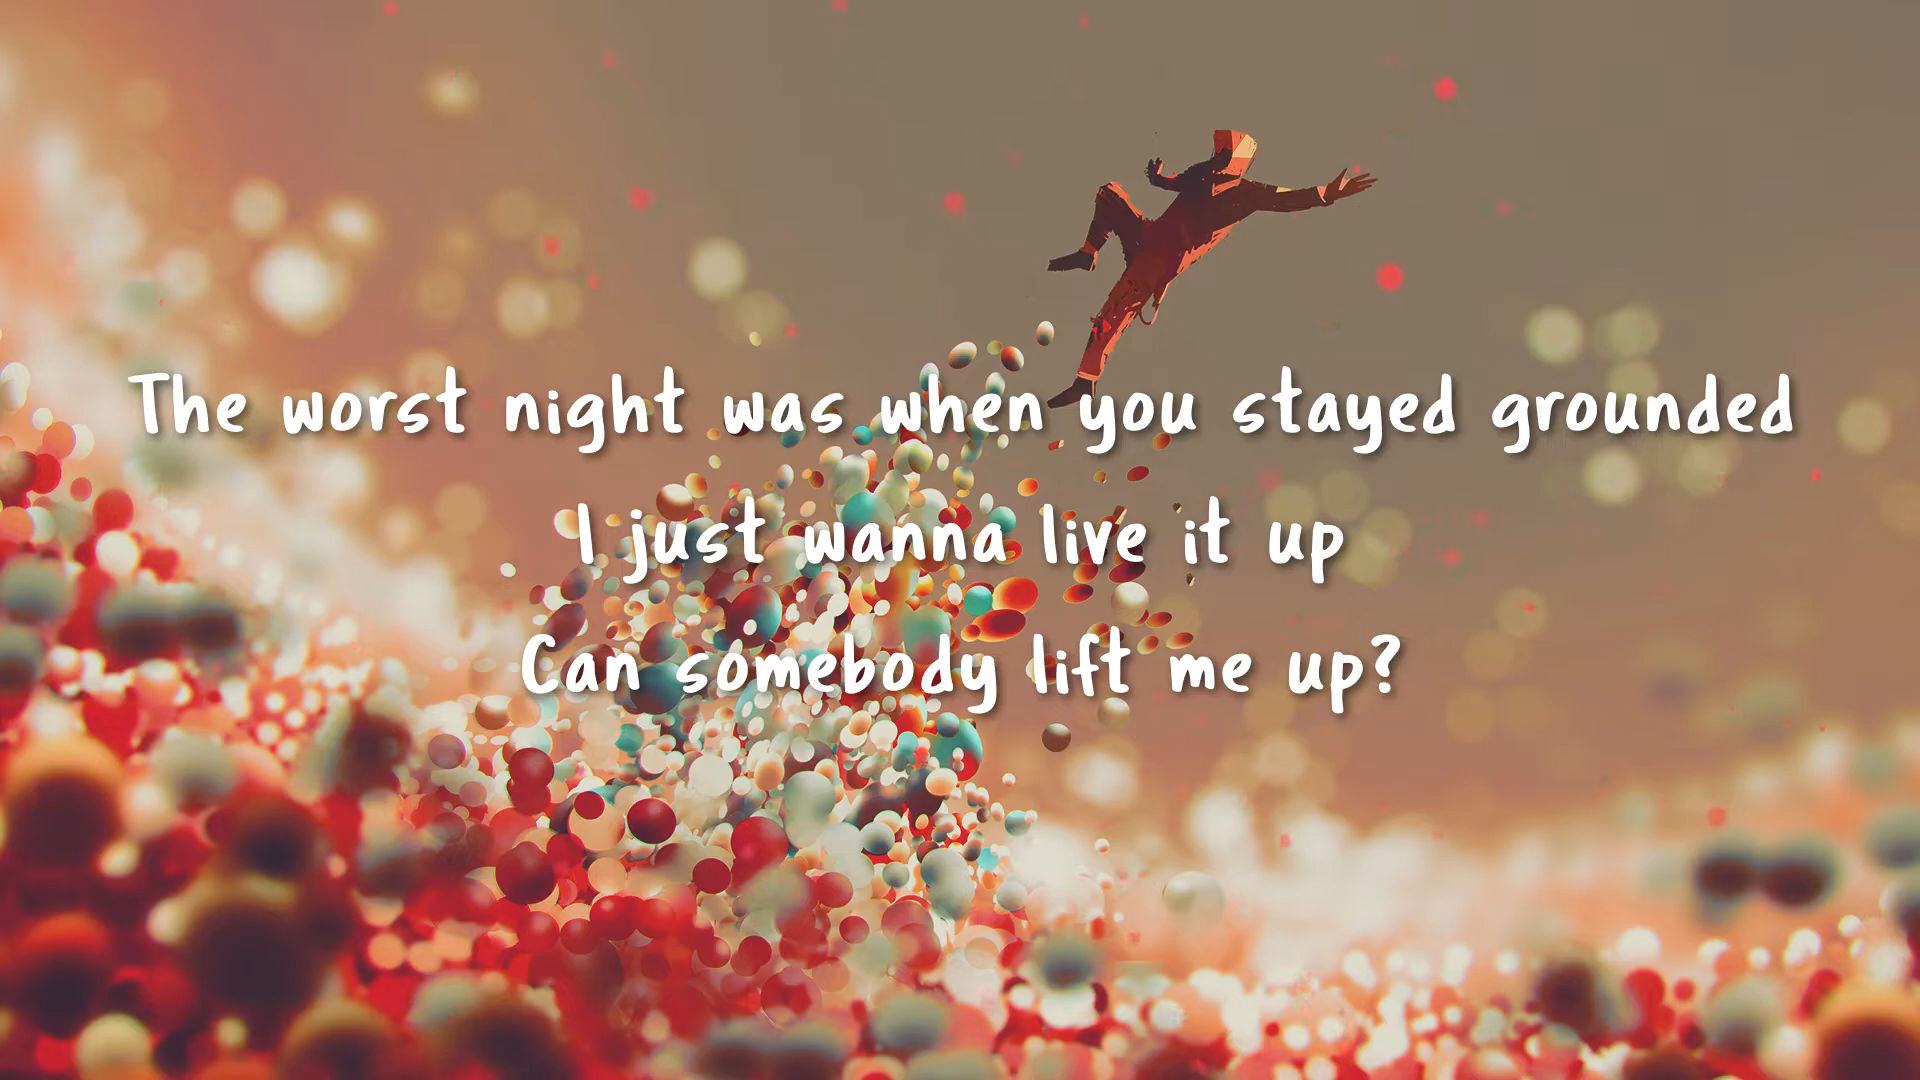 The worst night was when you stayed grounded
I just wanna live it up
Can somebody lift me up?